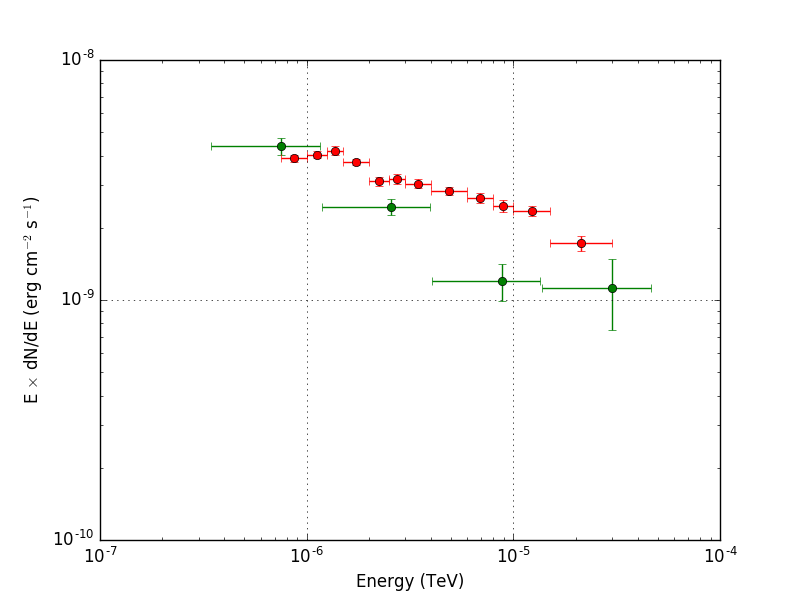 10⁻⁸
10⁻⁹
10⁻¹⁰
E × dN/dE (erg cm⁻² s⁻¹)
10⁻⁷ 10⁻⁶ 10⁻⁵ 10⁻⁴
Energy (TeV)